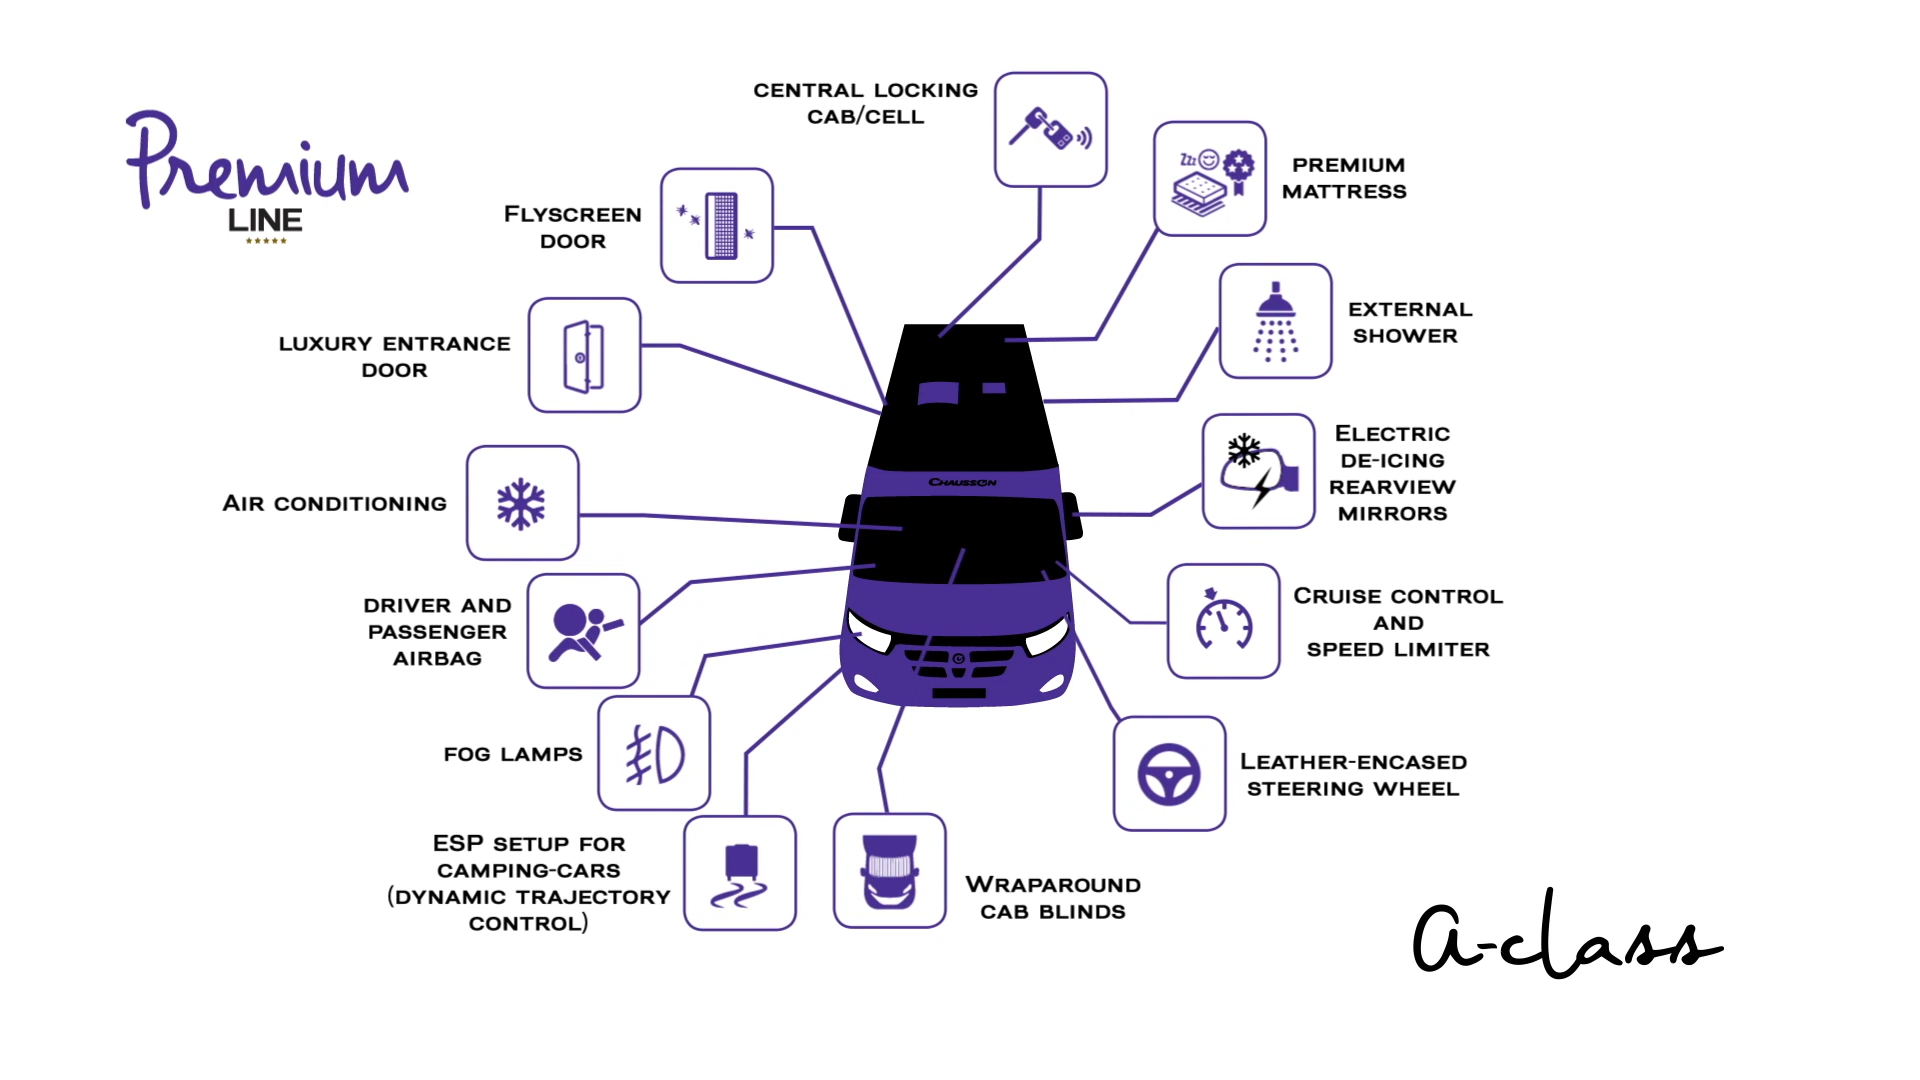 Premium
LINE
CENTRAL LOCKING
CAB/CELL
PREMIUM
MATTRESS
FLYSCREEN
DOOR
EXTERNAL
SHOWER
LUXURY ENTRANCE
DOOR
ELECTRIC
DE-ICING
REARVIEW
MIRRORS
AIR CONDITIONING
CHAUSSON
CRUISE CONTROL
AND
SPEED LIMITER
DRIVER AND
PASSENGER
AIRBAG
FOG LAMPS
LEATHER-ENCASED
STEERING WHEEL
ESP SETUP FOR
CAMPING-CARS
(DYNAMIC TRAJECTORY
CONTROL)
WRAPAROUND
CAB BLINDS
a-class
Zzz